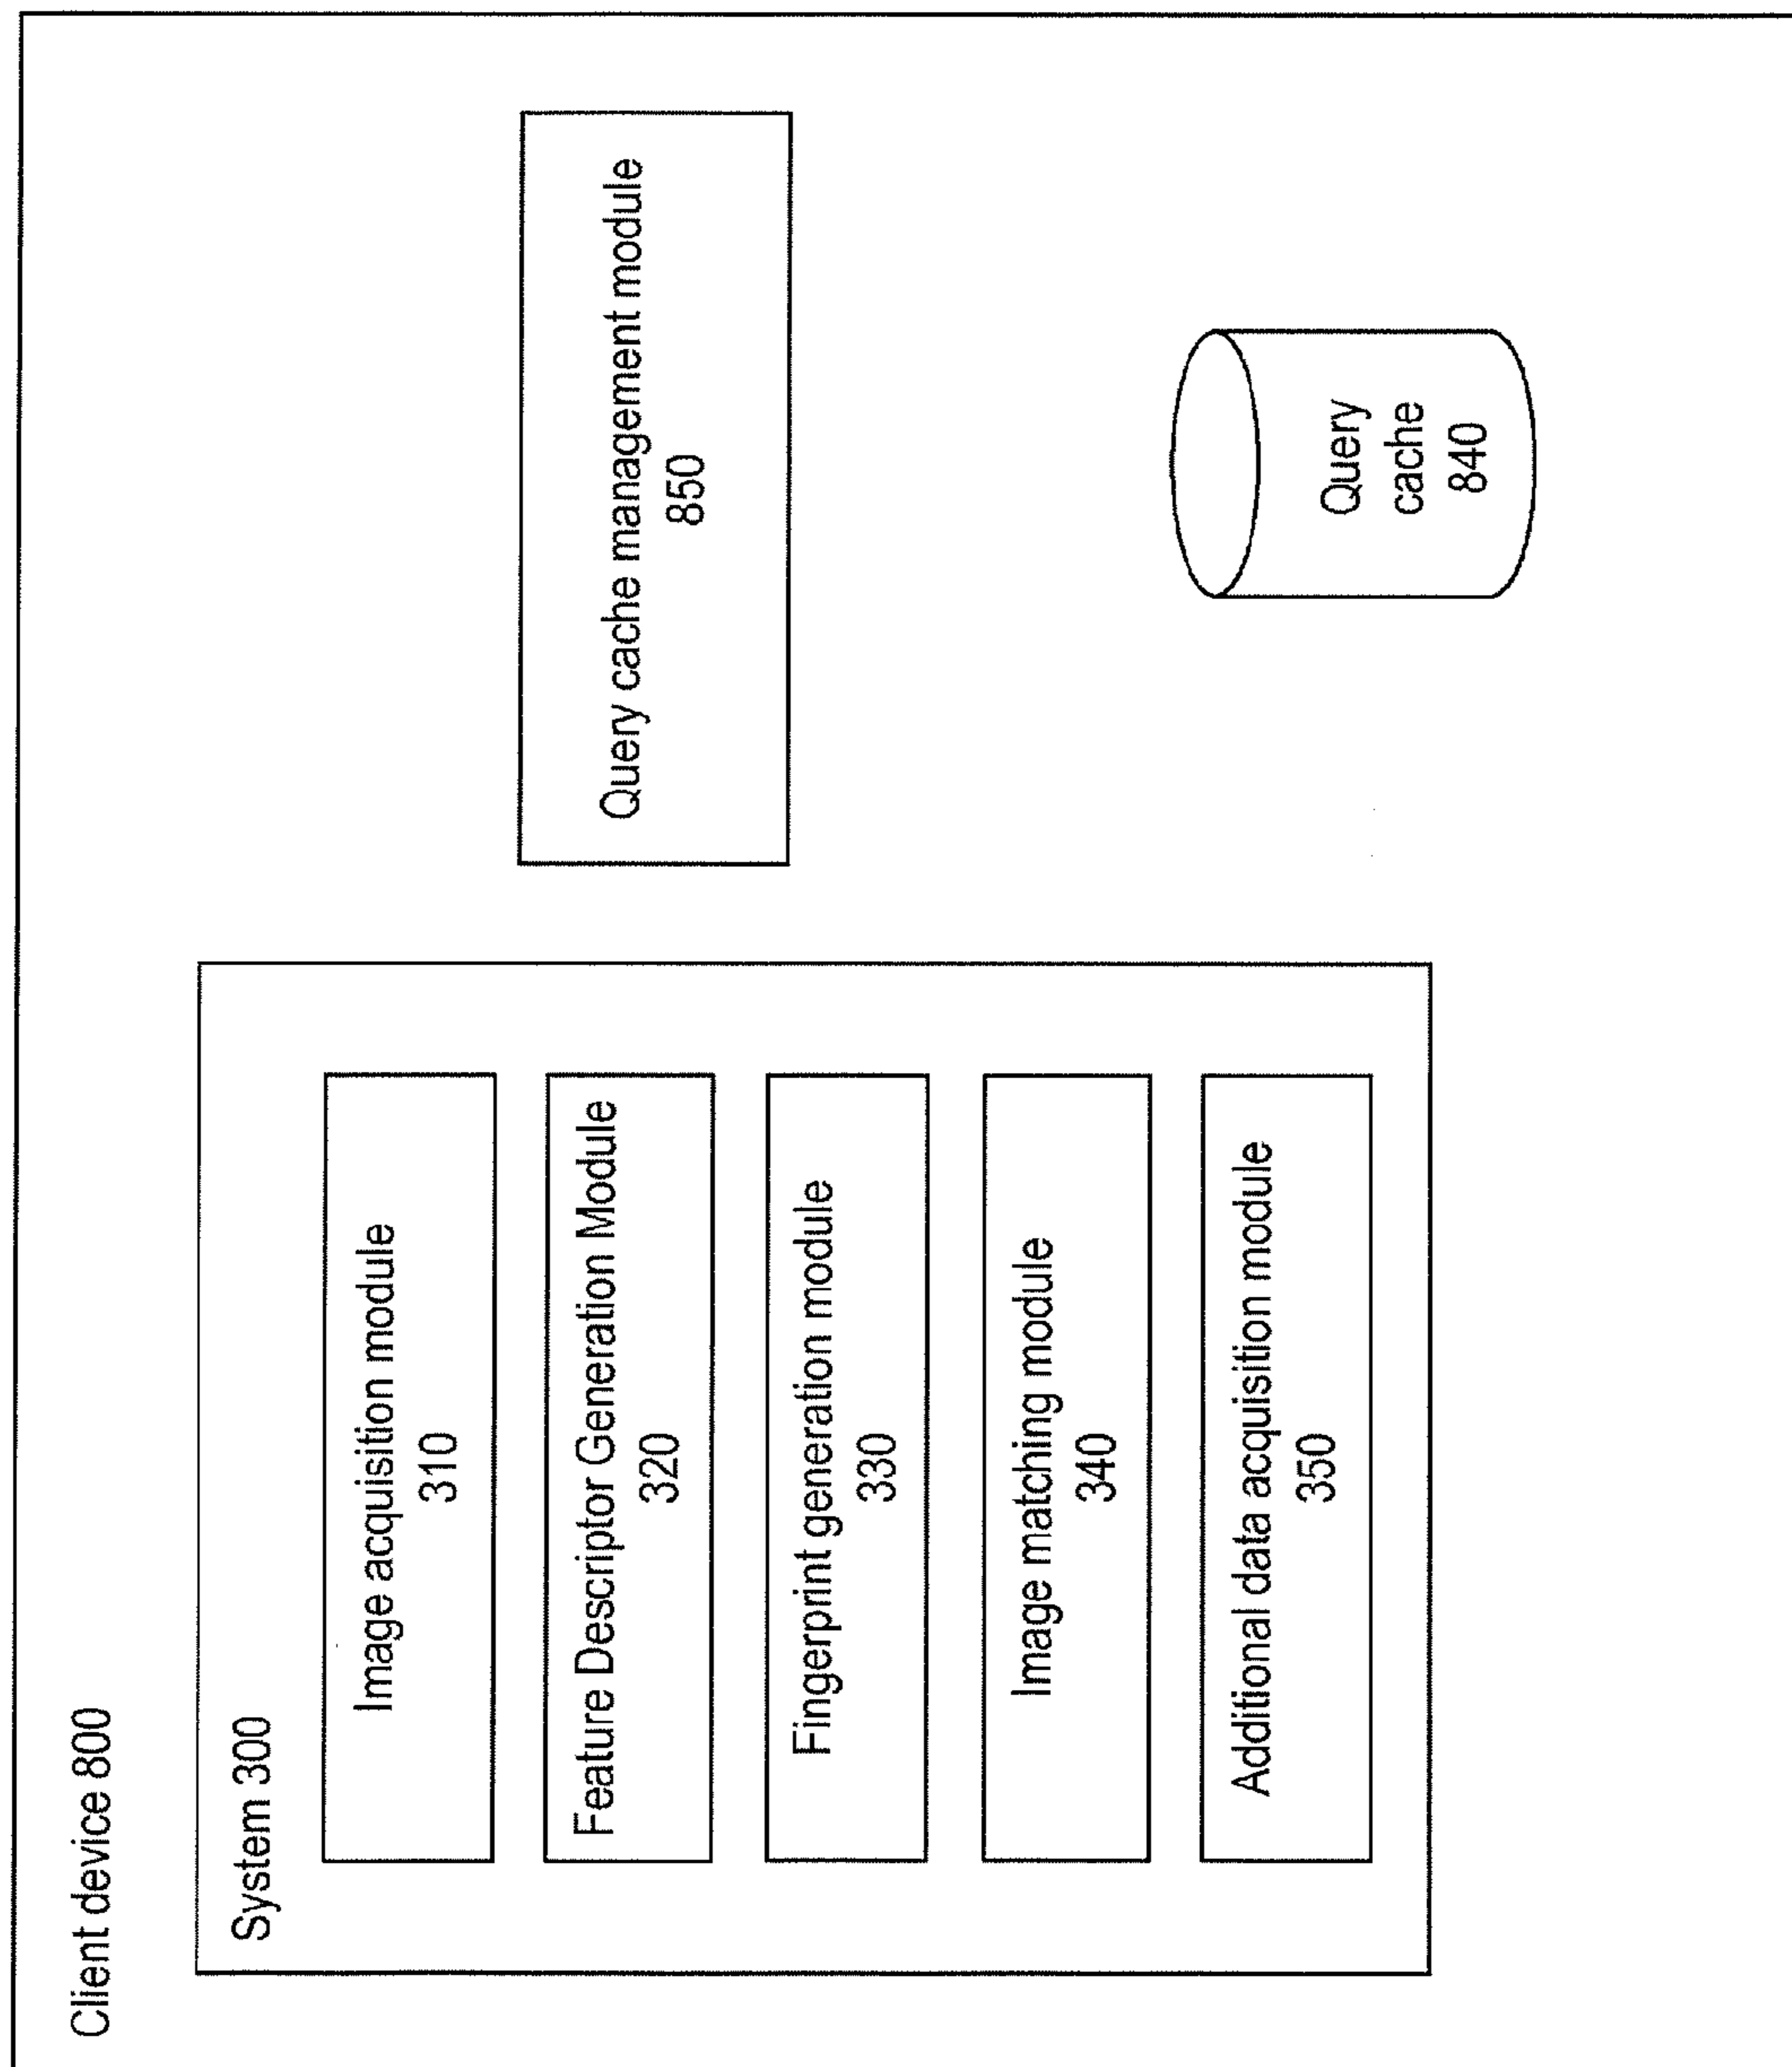 Client device 800
System 300
Image acquisition module
310
Feature Descriptor Generation Module
320
Fingerprint generation module
330
Image matching module
340
Additional data acquisition module
350
Query cache management module
850
Query
cache
840